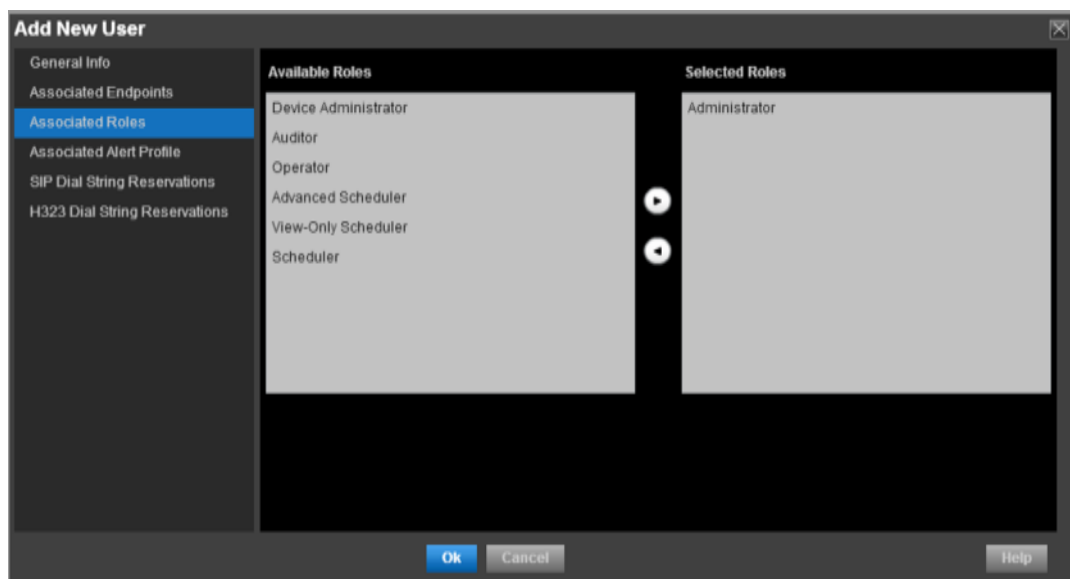 Add New User
General Info
Associated Endpoints
Associated Roles
Associated Alert Profile
SIP Dial String Reservations
H323 Dial String Reservations
Available Roles
Device Administrator
Auditor
Operator
Advanced Scheduler
View-Only Scheduler
Scheduler
Selected Roles
Administrator
Ok
Cancel
Help